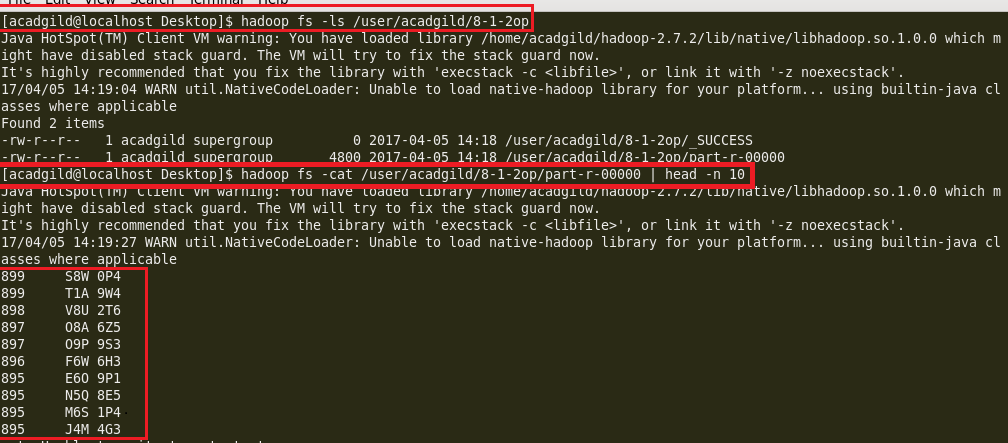 File Edit View Search Terminal Help
[acadgild@localhost Desktop]$ hadoop fs -ls /user/acadgild/8-1-2op
Java HotSpot(TM) Client VM warning: You have loaded library /home/acadgild/hadoop-2.7.2/lib/native/libhadoop.so.1.0.0 which m
ight have disabled stack guard. The VM will try to fix the stack guard now.
It's highly recommended that you fix the library with 'execstack -c <libfile>', or link it with '-z noexecstack'.
17/04/05 14:19:04 WARN util.NativeCodeLoader: Unable to load native-hadoop library for your platform... using builtin-java cl
asses where applicable
Found 2 items
-rw-r--r--   1 acadgild supergroup          0 2017-04-05 14:18 /user/acadgild/8-1-2op/_SUCCESS
-rw-r--r--   1 acadgild supergroup       4800 2017-04-05 14:18 /user/acadgild/8-1-2op/part-r-00000
[acadgild@localhost Desktop]$ hadoop fs -cat /user/acadgild/8-1-2op/part-r-00000 | head -n 10
Java HotSpot(TM) Client VM warning: You have loaded library /home/acadgild/hadoop-2.7.2/lib/native/libhadoop.so.1.0.0 which m
ight have disabled stack guard. The VM will try to fix the stack guard now.
It's highly recommended that you fix the library with 'execstack -c <libfile>', or link it with '-z noexecstack'.
17/04/05 14:19:27 WARN util.NativeCodeLoader: Unable to load native-hadoop library for your platform... using builtin-java cl
asses where applicable
899     S8W 0P4
899     T1A 9W4
898     V8U 2T6
897     O8A 6Z5
897     O9P 9S3
896     F6W 6H3
895     E6O 9P1
895     N5Q 8E5
895     M6S 1P4
895     J4M 4G3